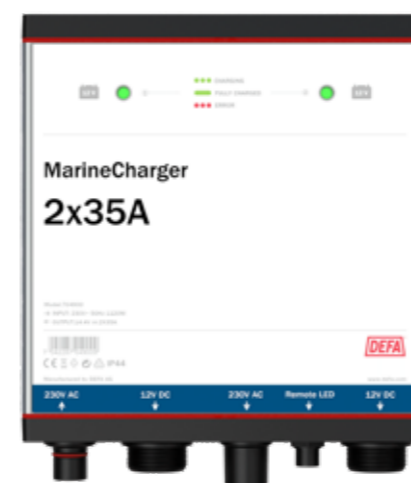 12V
12V
CHARGING
FULLY CHARGED
ERROR
MarineCharger
2x35A
IP44
DEFA
230V AC
12V DC
230V AC
Remote LED
12V DC